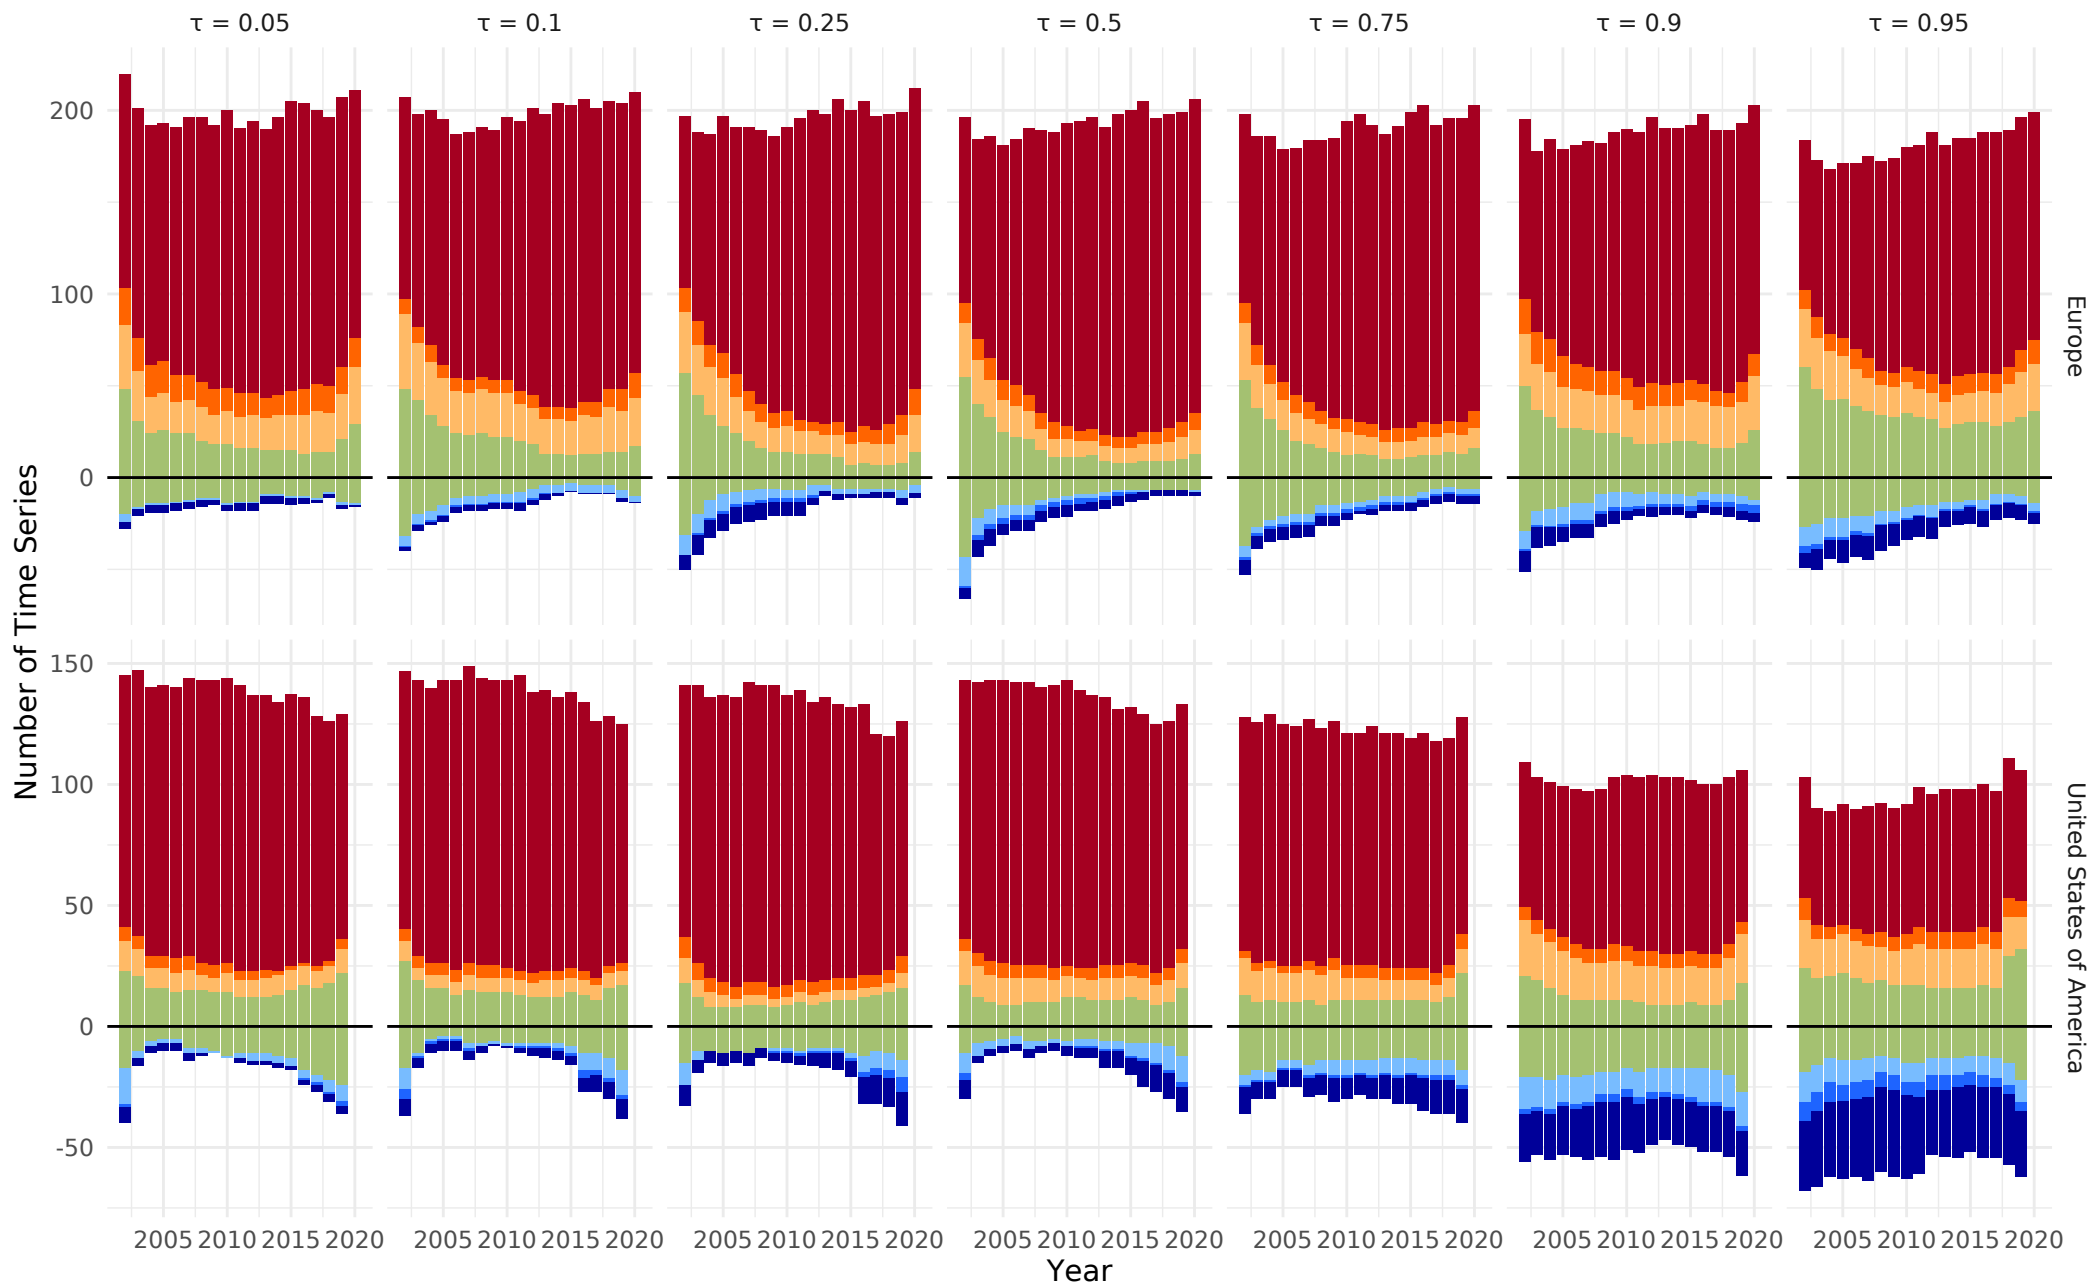 τ = 0.05 τ = 0.1 τ = 0.25 τ = 0.5 τ = 0.75 τ = 0.9 τ = 0.95
200
100
0
Europe
Number of Time Series
150
100
50
0
-50
United States of America
2005 2010 2015 2020 2005 2010 2015 2020 2005 2010 2015 2020 2005 2010 2015 2020 2005 2010 2015 2020 2005 2010 2015 2020 2005 2010 2015 2020
Year